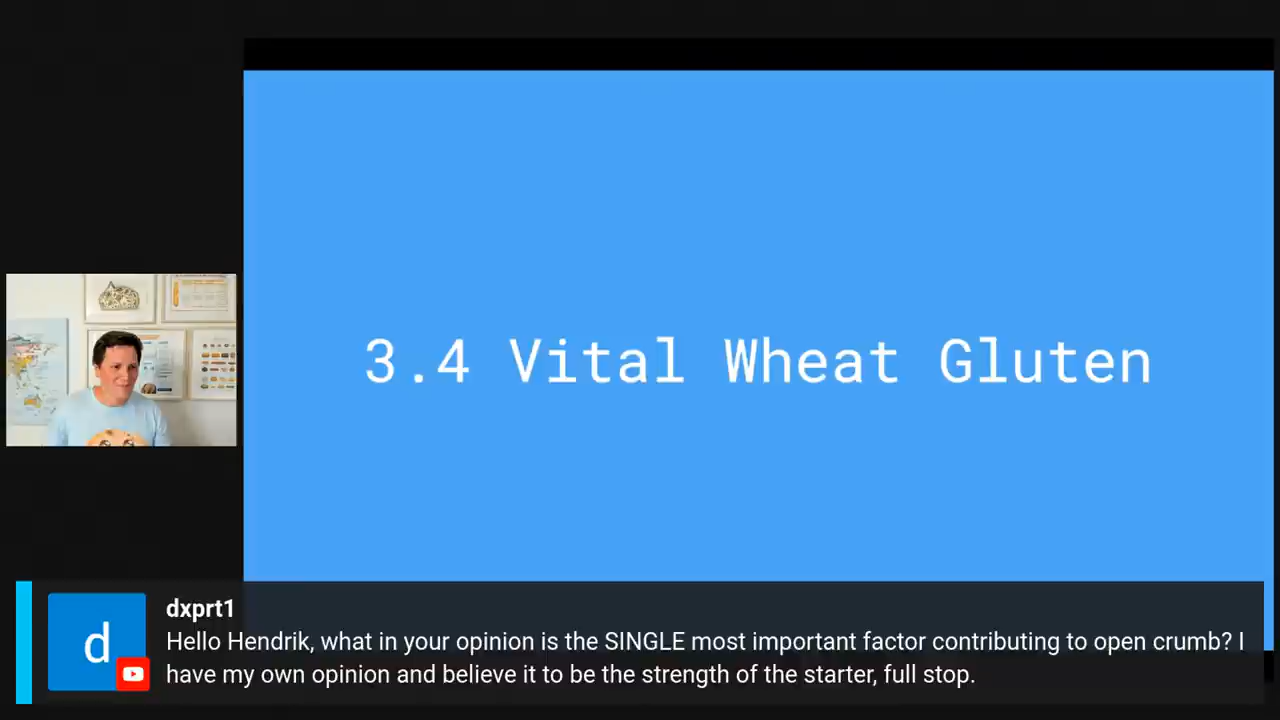 3.4 Vital Wheat Gluten
d
dxprt1
Hello Hendrik, what in your opinion is the SINGLE most important factor contributing to open crumb? I
have my own opinion and believe it to be the strength of the starter, full stop.